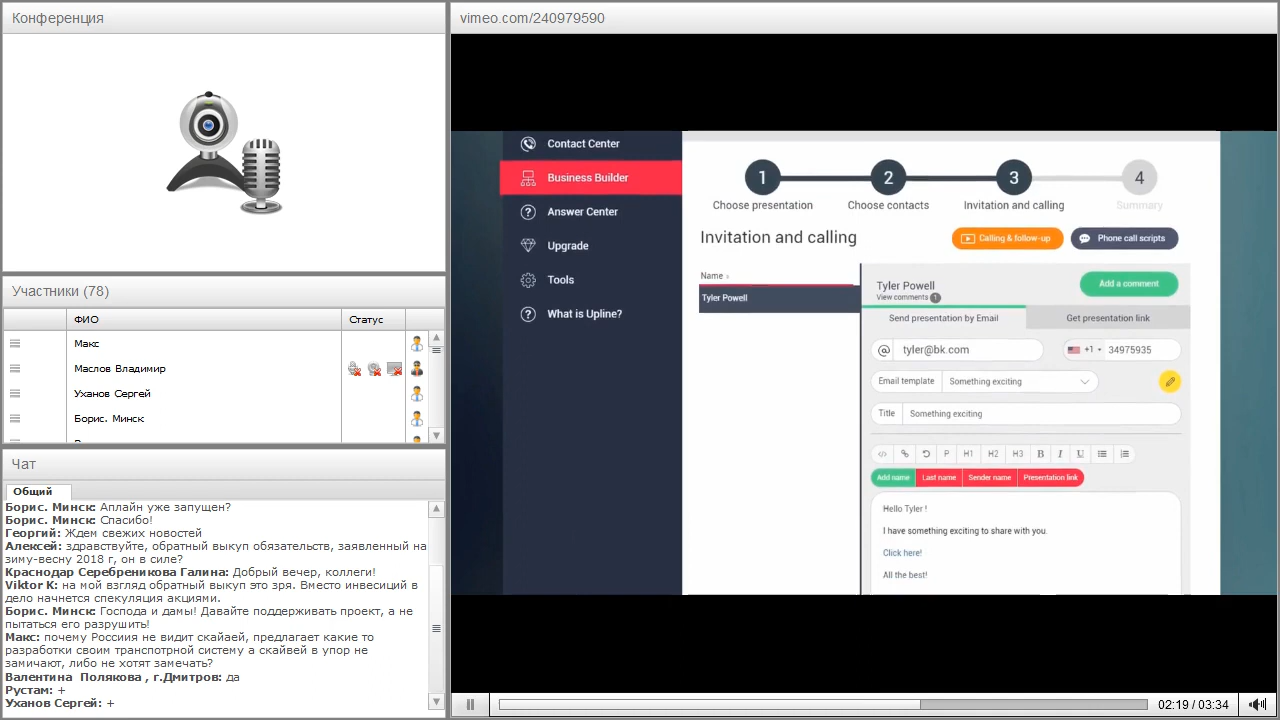 Конференция
Участники (78)
ФИО
Статус
Макс
Маслов Владимир
Уханов Сергей
Борис. Минск
Чат
Общий
Борис. Минск: Аплайн уже запущен?
Борис. Минск: Спасибо!
Георгий: Ждем свежих новостей
Алексей: здравствуйте, обратный выкуп обязательств, заявленный на
зиму-весну 2018 г, он в силе?
Краснодар Серебреникова Галина: Добрый вечер, коллеги!
Viktor K: на мой взгляд обратный выкуп это зря. Вместо инвесиций в
дело начнется спекуляция акциями.
Борис. Минск: Господа и дамы! Давайте поддерживать проект, а не
пытаться его разрушить!
Макс: почему Россиия не видит скайаей, предлагает какие то
разработки своим транспотрной систему а скайвей в упор не
замичают, либо не хотят замечать?
Валентина Полякова , г.Дмитров: да
Рустам: +
Уханов Сергей: +
vimeo.com/240979590
Contact Center
Business Builder
Answer Center
Upgrade
Tools
What is Upline?
1
2
3
4
Choose presentation
Choose contacts
Invitation and calling
Summary
Invitation and calling
Calling & follow-up
Phone call scripts
Name
Tyler Powell
Tyler Powell
View comments 1
Add a comment
Send presentation by Email
Get presentation link
@ tyler@bk.com
+1 34975935
Email template
Something exciting
Title
Something exciting
P H1 H2 H3 B I U
Add name
Last name
Sender name
Presentation link
Hello Tyler !
I have something exciting to share with you.
Click here!
All the best!
02:19 / 03:34